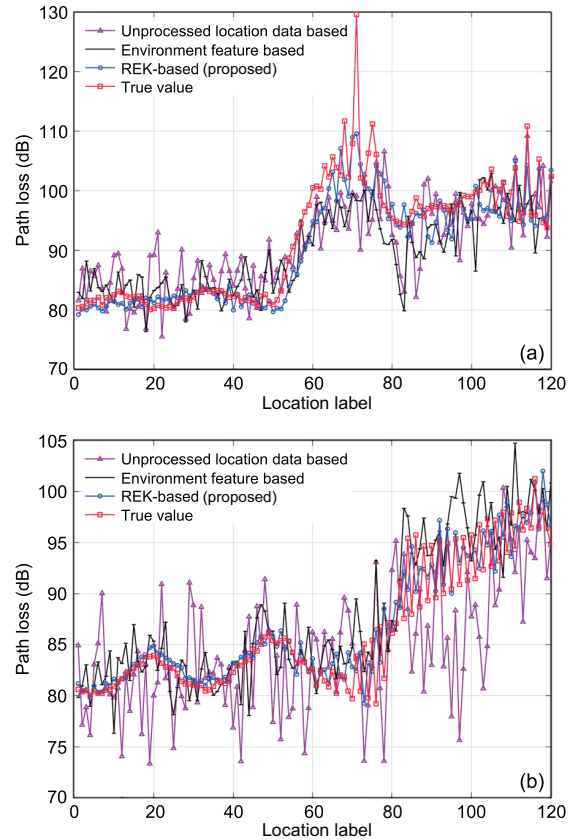 130
120
110
100
90
80
70
Path loss (dB)
Unprocessed location data based
Environment feature based
REK-based (proposed)
True value
(a)
0 20 40 60 80 100 120
Location label
105
100
95
90
85
80
75
70
Path loss (dB)
Unprocessed location data based
Environment feature based
REK-based (proposed)
True value
(b)
0 20 40 60 80 100 120
Location label